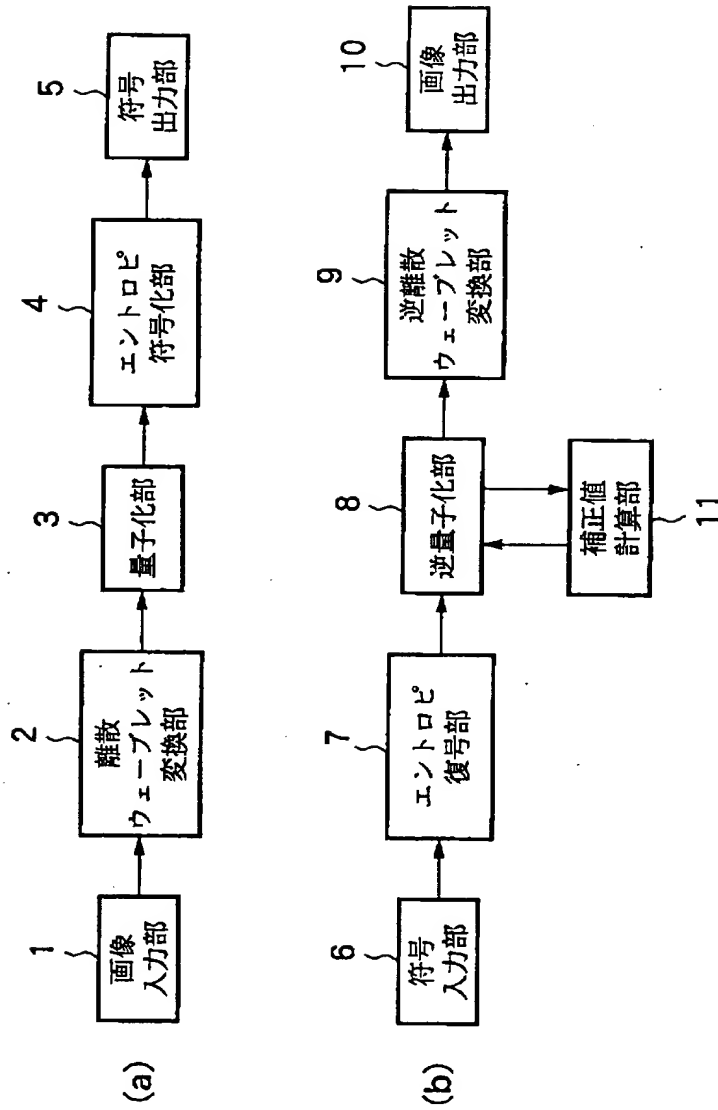 (a)
1
画像
入力部
2
離散
ウェーブレット
変換部
3
量子化部
4
エントロピ
符号化部
5
符号
出力部
(b)
6
符号
入力部
7
エントロピ
復号部
8
逆量子化部
9
逆離散
ウェーブレット
変換部
10
画像
出力部
補正値
計算部
11